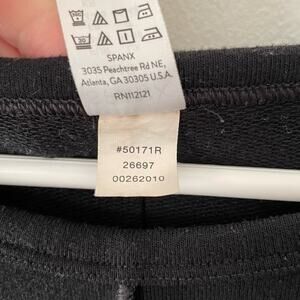 SPANX
3035 Peachtree Rd NE,
Atlanta, GA 30305 U.S.A.
RN112121
#50171R
26697
00262010